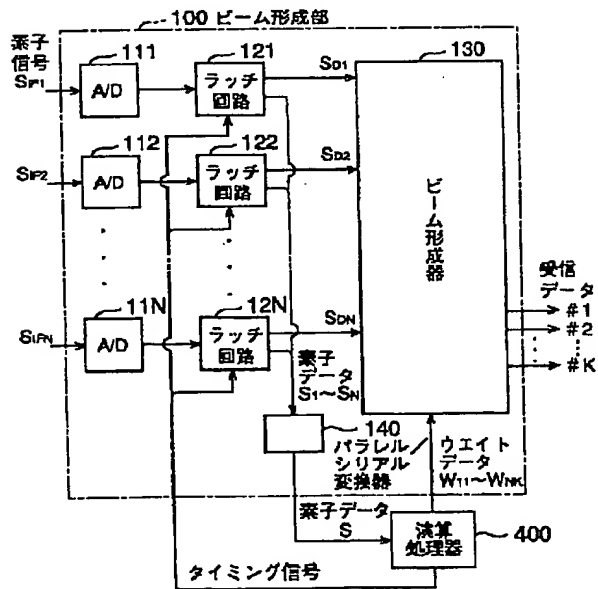 100 ビーム形成部
素子
信号
111
121
130
SIF1
A/D
ラッチ
回路
SD1
112
122
SIF2
A/D
ラッチ
回路
SD2
ビーム形成器
受信
データ
#1
#2
#K
11N
12N
SIFN
A/D
ラッチ
回路
SDN
素子
データ
S1〜SN
140
パラレル/
シリアル
変換器
ウエイト
データ
W11〜WNK
素子データ
S
演算
処理器
400
タイミング信号